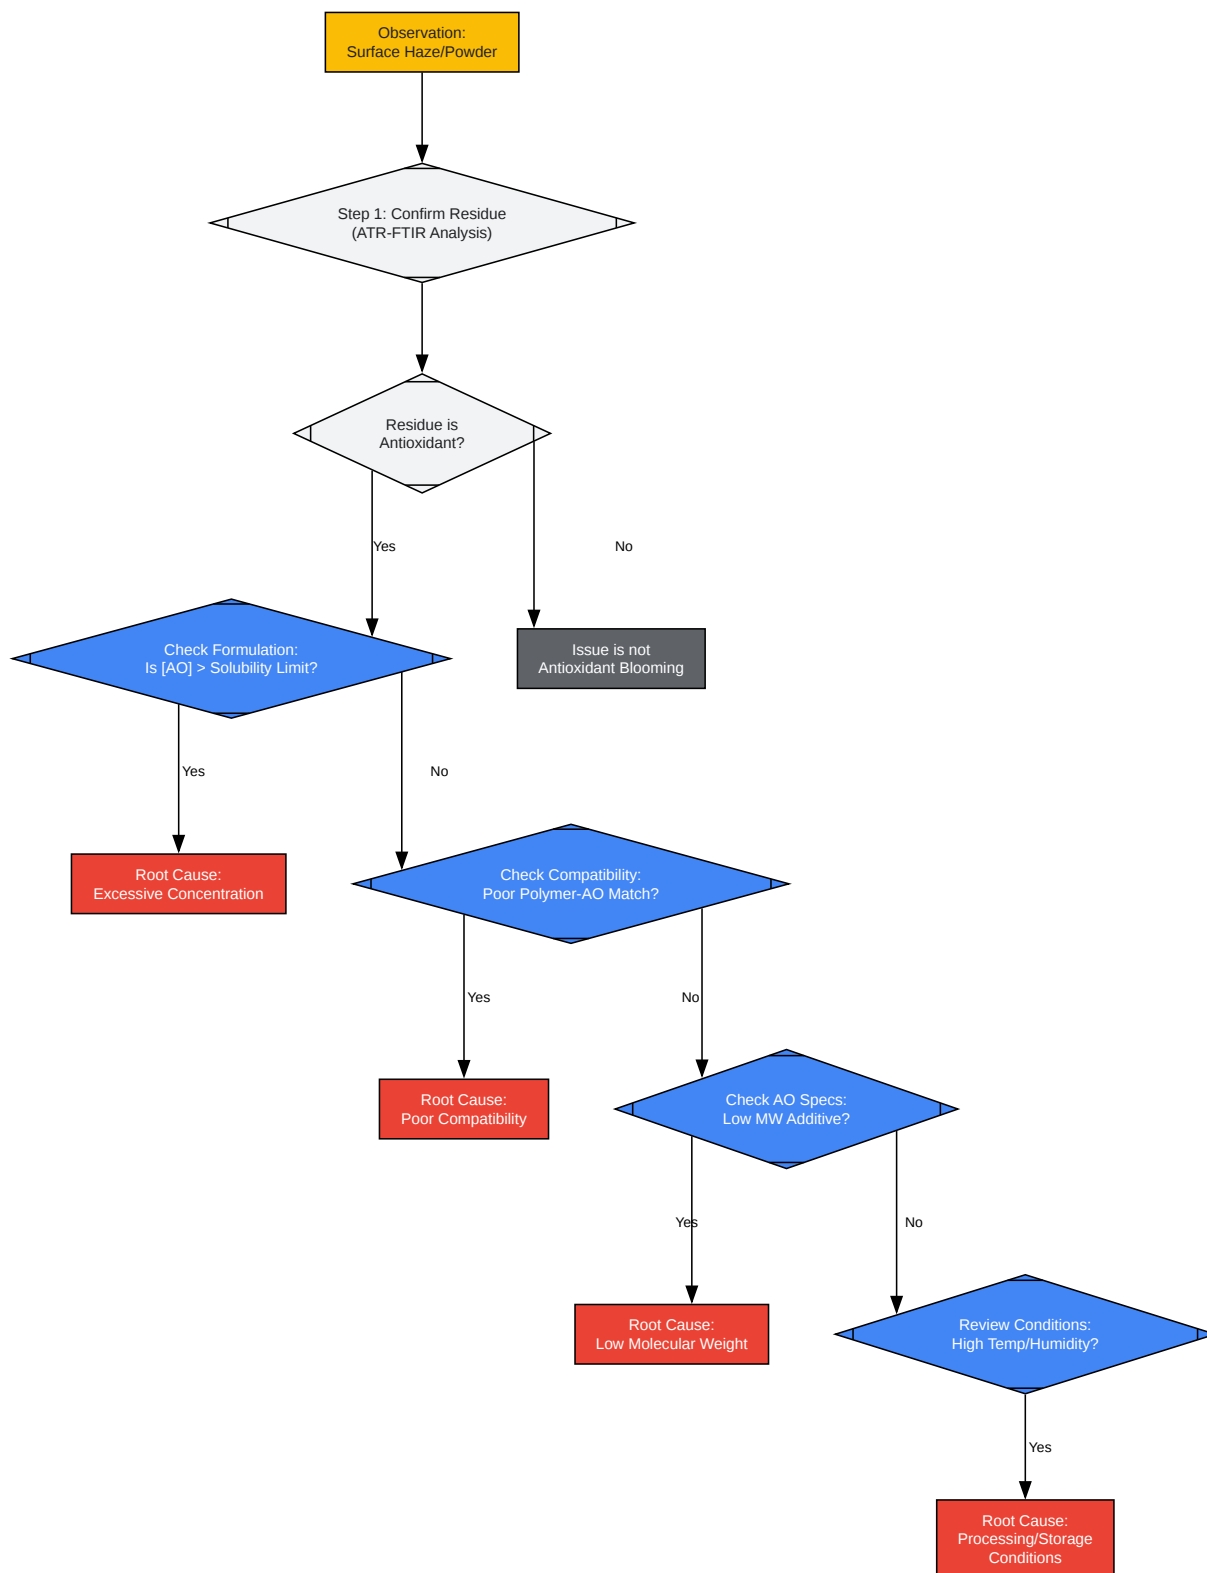 Observation:
Surface Haze/Powder
Step 1: Confirm Residue
(ATR-FTIR Analysis)
Residue is
Antioxidant?
Yes
No
Check Formulation:
Is [AO] > Solubility Limit?
Issue is not
Antioxidant Blooming
Yes
No
Root Cause:
Excessive Concentration
Check Compatibility:
Poor Polymer-AO Match?
Yes
No
Root Cause:
Poor Compatibility
Check AO Specs:
Low MW Additive?
Yes
No
Root Cause:
Low Molecular Weight
Review Conditions:
High Temp/Humidity?
Yes
Root Cause:
Processing/Storage
Conditions